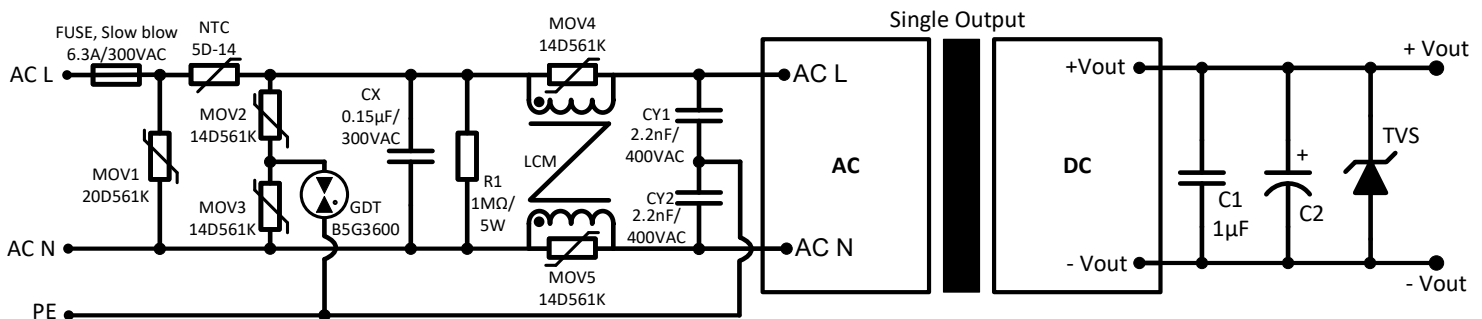 Single Output
FUSE, Slow blow
6.3A/300VAC
NTC
5D-14
MOV4
14D561K
AC L
AC L
+Vout
+ Vout
MOV2
14D561K
CX
0.15µF/
300VAC
CY1
2.2nF/
400VAC
MOV1
20D561K
LCM
R1
1MΩ/
5W
AC
DC
TVS
+
C1
1µF
C2
MOV3
14D561K
GDT
B5G3600
CY2
2.2nF/
400VAC
AC N
AC N
- Vout
- Vout
MOV5
14D561K
PE